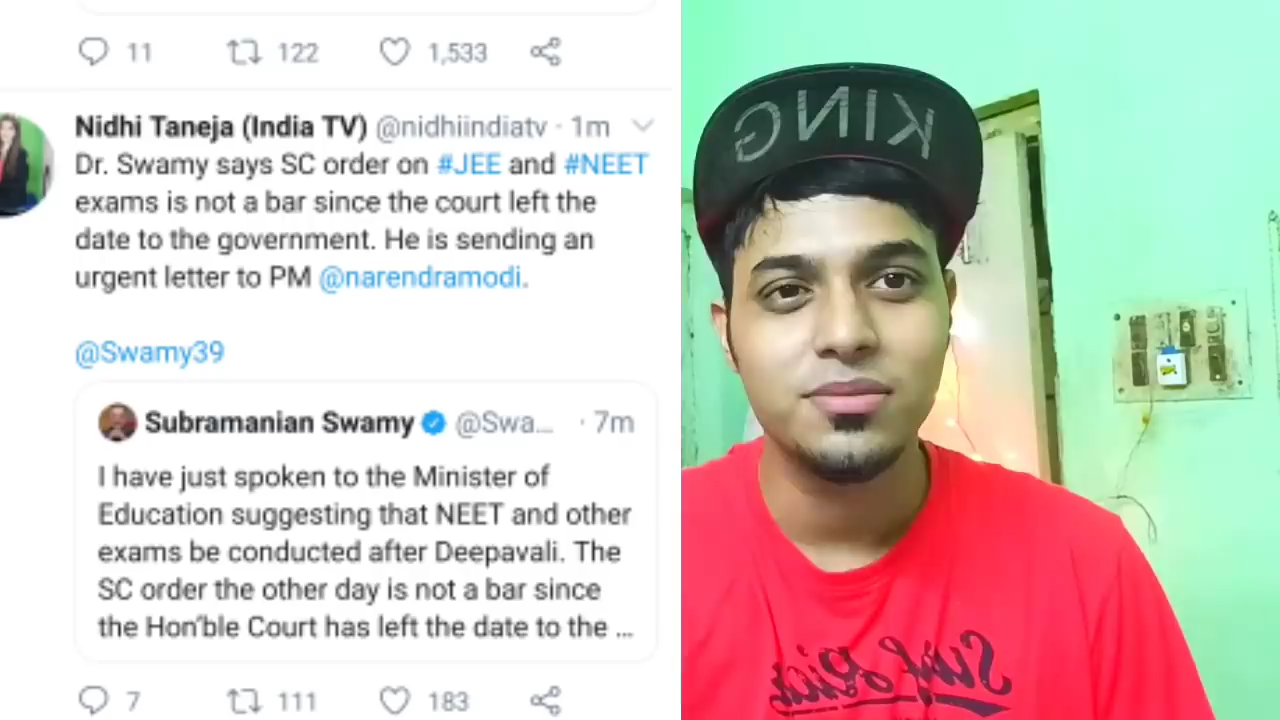 11 122 1,533
Nidhi Taneja (India TV) @nidhiindiatv · 1m
Dr. Swamy says SC order on #JEE and #NEET
exams is not a bar since the court left the
date to the government. He is sending an
urgent letter to PM @narendramodi.
@Swamy39
Subramanian Swamy @Swa... · 7m
I have just spoken to the Minister of
Education suggesting that NEET and other
exams be conducted after Deepavali. The
SC order the other day is not a bar since
the Hon'ble Court has left the date to the ...
7 111 183
KING
Surf Rich